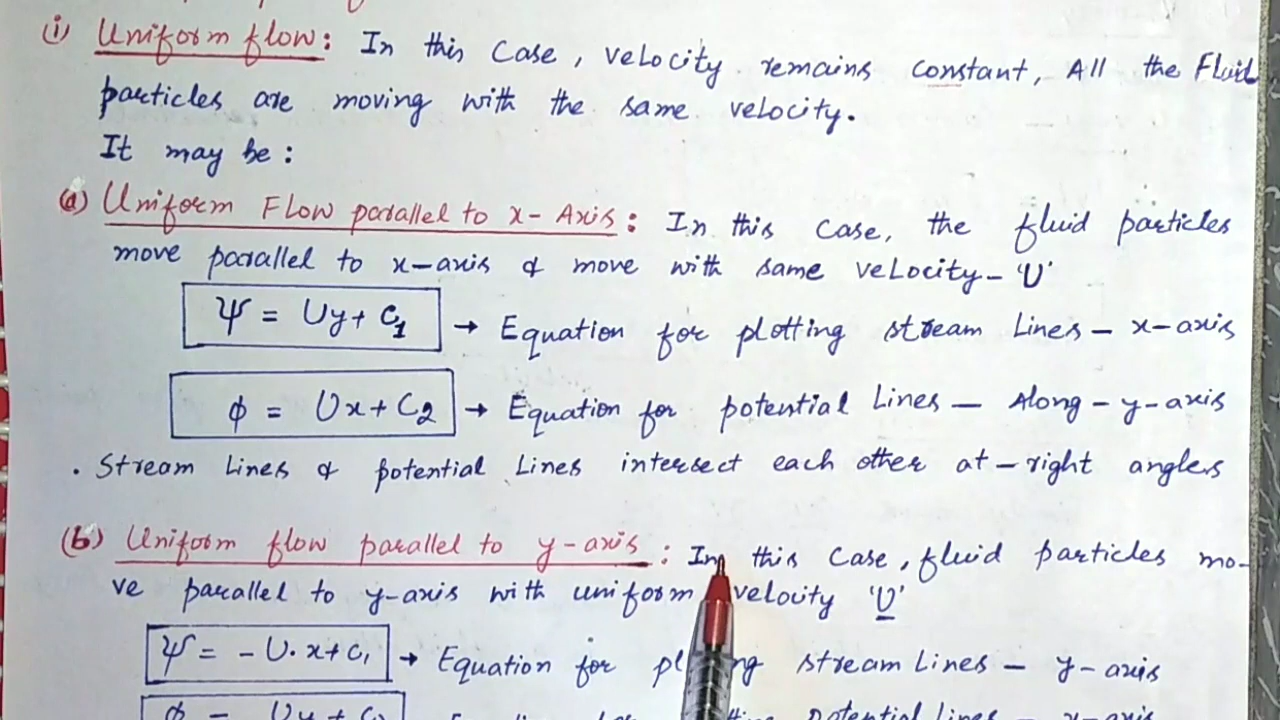 (i) Uniform flow: In this case, velocity remains constant, All the Fluid
particles are moving with the same velocity.
It may be:
(a) Uniform Flow parallel to x-Axis: In this case, the fluid particles
move parallel to x-axis & move with same velocity-'U'
Ψ = Uy + C₁ → Equation for plotting stream Lines - x-axis
ϕ = Ux + C₂ → Equation for potential Lines - Along-y-axis
. Stream Lines & potential Lines intersect each other at-right angles
(b) Uniform flow parallel to y-axis: In this case, fluid particles mo-
ve parallel to y-axis with uniform velocity 'U'
Ψ = - U. x + C₁ → Equation for stream Lines - y-axis
potential Lines - x-axis